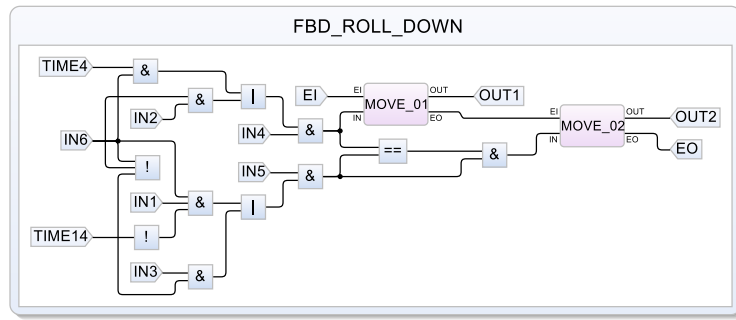 FBD_ROLL_DOWN
TIME4
&
IN2
&
|
EI
EI
OUT
MOVE_01
IN
EO
OUT1
IN6
IN4
&
EI
OUT
MOVE_02
IN
EO
OUT2
EO
!
IN5
&
==
&
IN1
&
|
TIME14
!
IN3
&